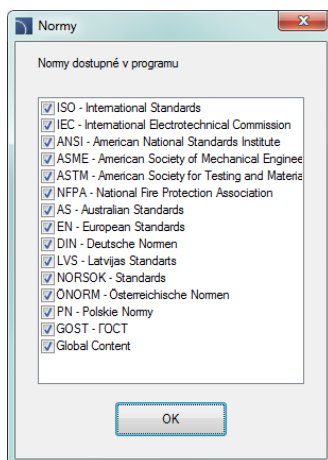 Normy
Normy dostupné v programu
ISO - International Standards
IEC - International Electrotechnical Commission
ANSI - American National Standards Institute
ASME - American Society of Mechanical Enginee
ASTM - American Society for Testing and Materia
NFPA - National Fire Protection Association
AS - Australian Standards
EN - European Standards
DIN - Deutsche Normen
LVS - Latvijas Standarts
NORSOK - Standards
ÖNORM - Österreichische Normen
PN - Polskie Normy
GOST - ГОСТ
Global Content
OK